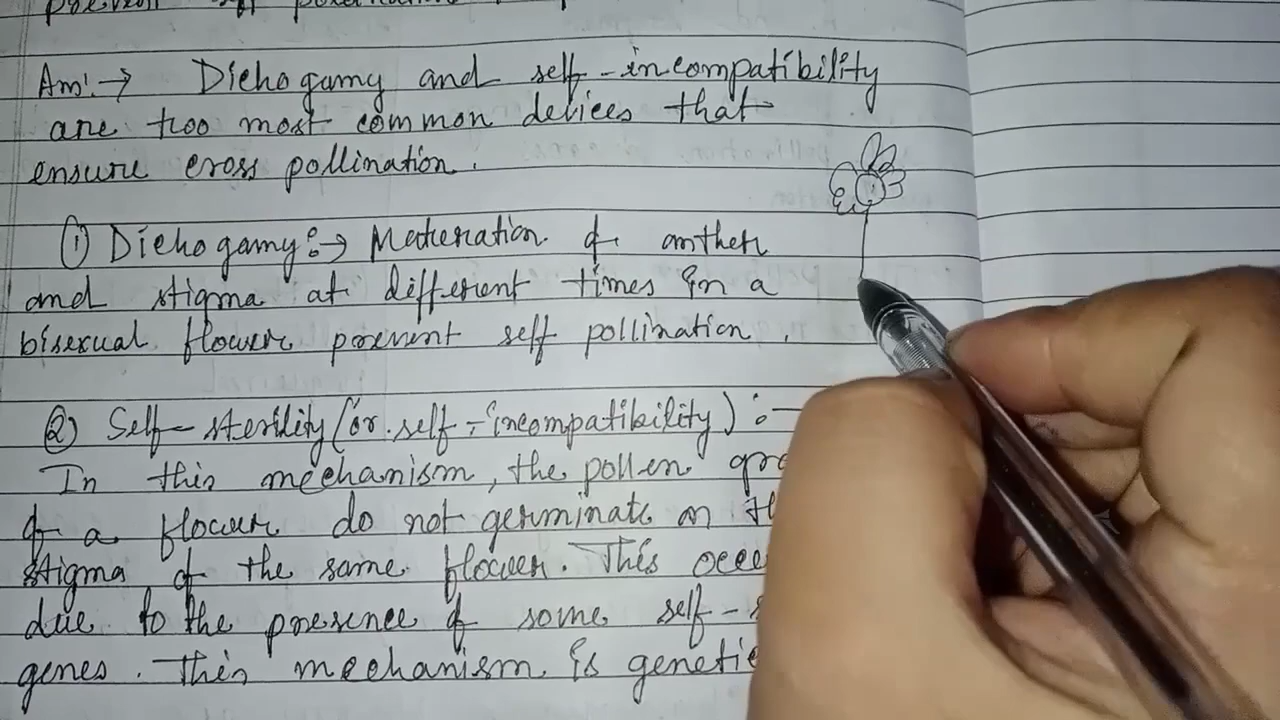 Ans: → Dichogamy and self-incompatibility
are two most common devices that
ensure cross pollination.
① Dichogamy:→ Maturation of anther
and stigma at different times in a
bisexual flower prevent self pollination.
② Self-sterility (or self-incompatibility):-
In this mechanism, the pollen
of a flower do not germinate on
stigma of the same flower. This
due to the presence of some self-
genes. This mechanism is